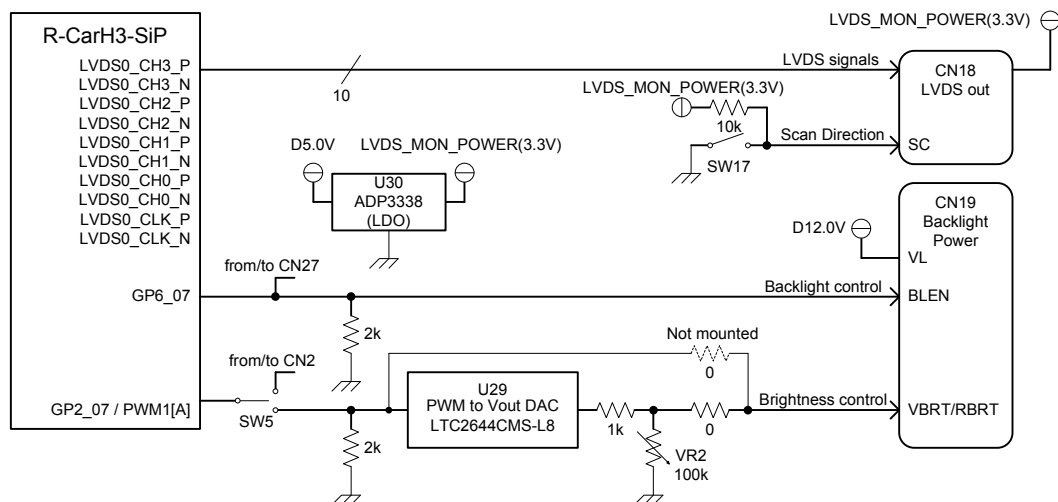 R-CarH3-SiP
LVDS0_CH3_P
LVDS0_CH3_N
LVDS0_CH2_P
LVDS0_CH2_N
LVDS0_CH1_P
LVDS0_CH1_N
LVDS0_CH0_P
LVDS0_CH0_N
LVDS0_CLK_P
LVDS0_CLK_N
GP6_07
GP2_07 / PWM1[A]
10
LVDS signals
LVDS_MON_POWER(3.3V)
CN18
LVDS out
SC
LVDS_MON_POWER(3.3V)
10k
Scan Direction
SW17
D5.0V
LVDS_MON_POWER(3.3V)
U30
ADP3338
(LDO)
CN19
Backlight
Power
D12.0V
VL
from/to CN27
Backlight control
BLEN
2k
Not mounted
0
from/to CN2
SW5
2k
U29
PWM to Vout DAC
LTC2644CMS-L8
1k
0
VR2
100k
Brightness control
VBRT/RBRT